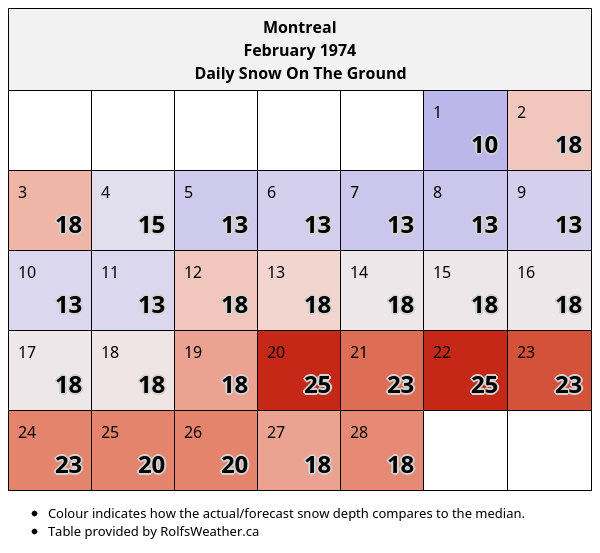 Montreal
February 1974
Daily Snow On The Ground
1 2
10 18
3 4 5 6 7 8 9
18 15 13 13 13 13 13
10 11 12 13 14 15 16
13 13 18 18 18 18 18
17 18 19 20 21 22 23
18 18 18 25 23 25 23
24 25 26 27 28
23 20 20 18 18
• Colour indicates how the actual/forecast snow depth compares to the median.
• Table provided by RolfsWeather.ca